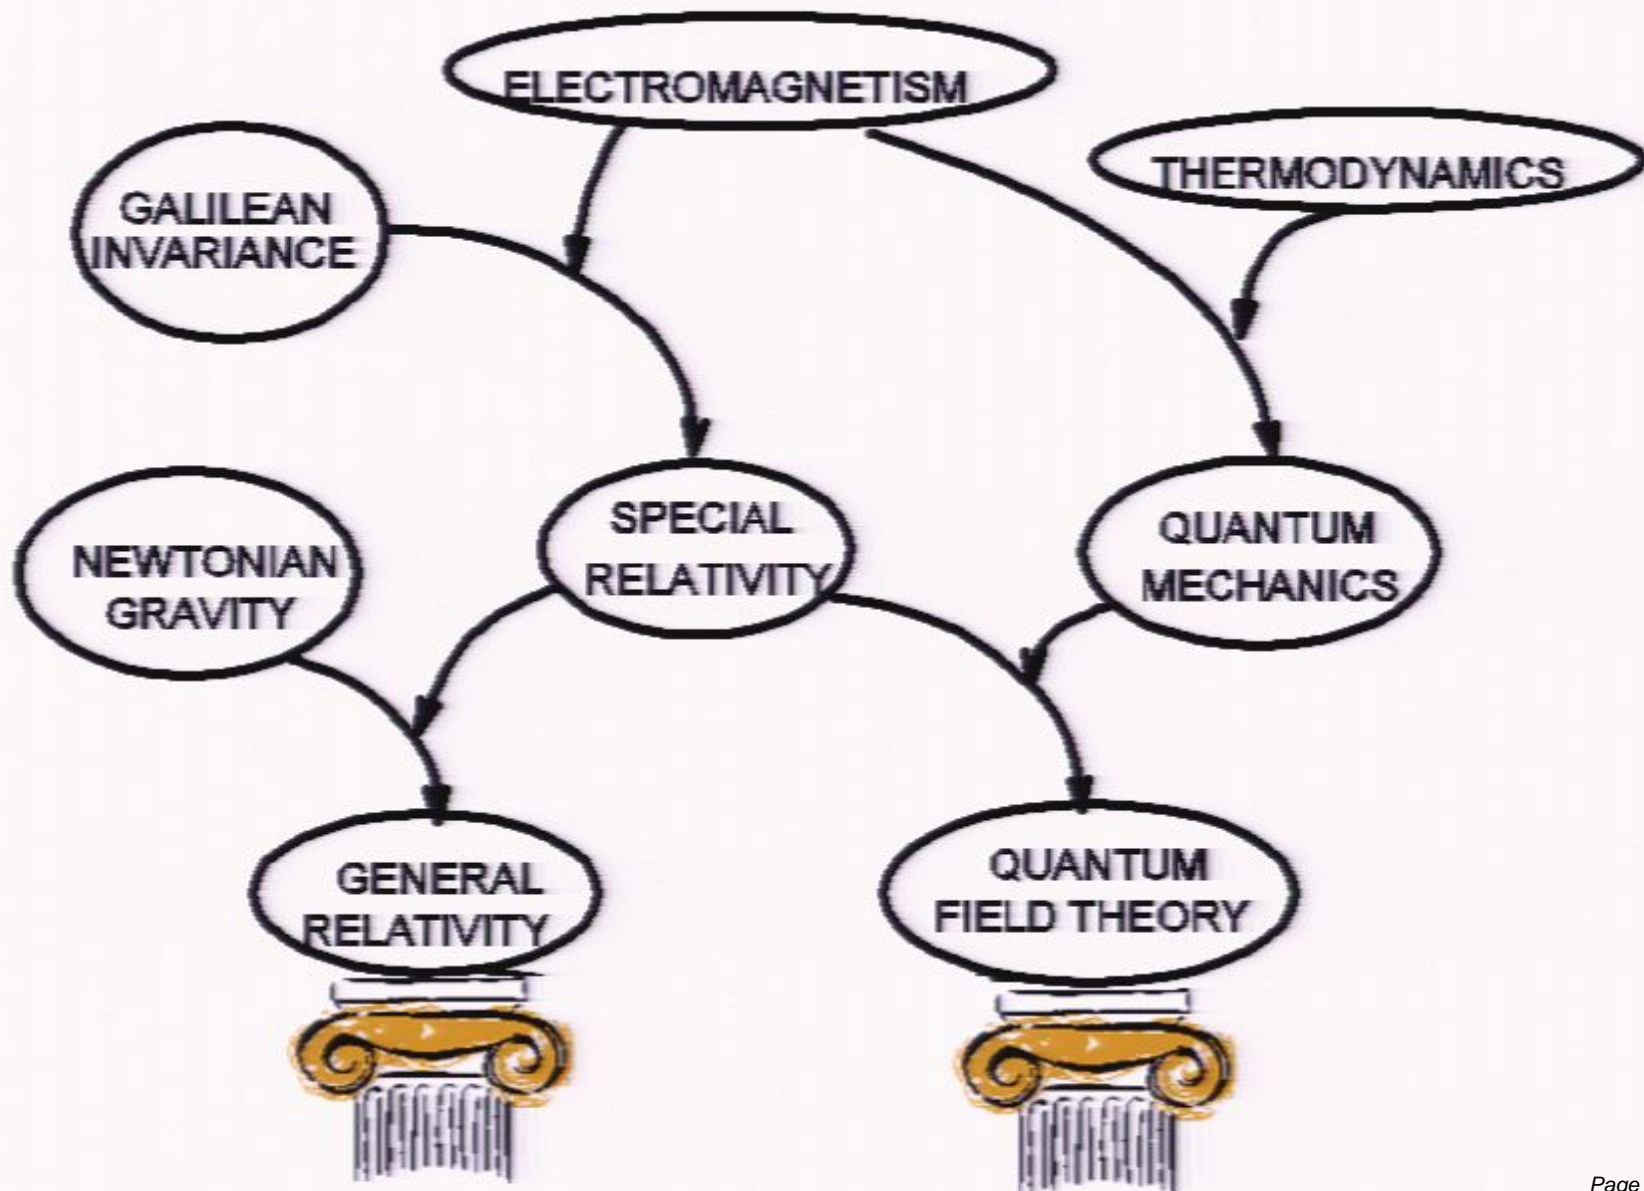 ELECTROMAGNETISM
THERMODYNAMICS
GALILEAN
INVARIANCE
SPECIAL
RELATIVITY
QUANTUM
MECHANICS
NEWTONIAN
GRAVITY
GENERAL
RELATIVITY
QUANTUM
FIELD THEORY
Page